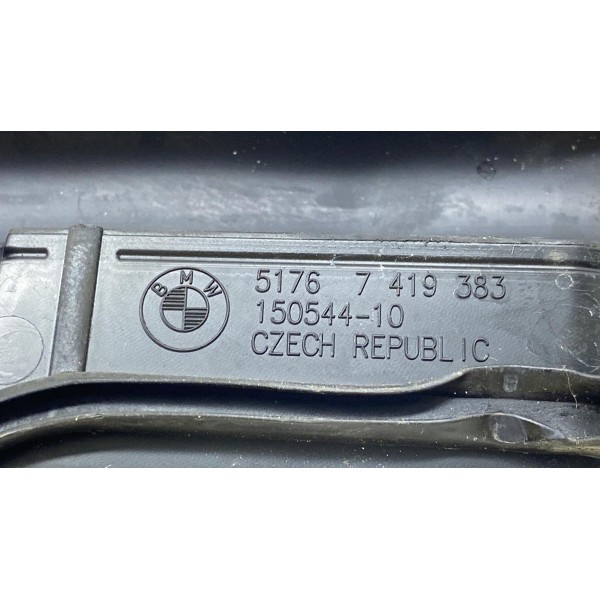 BMW
5176 7 419 383
150544-10
CZECH REPUBLIC